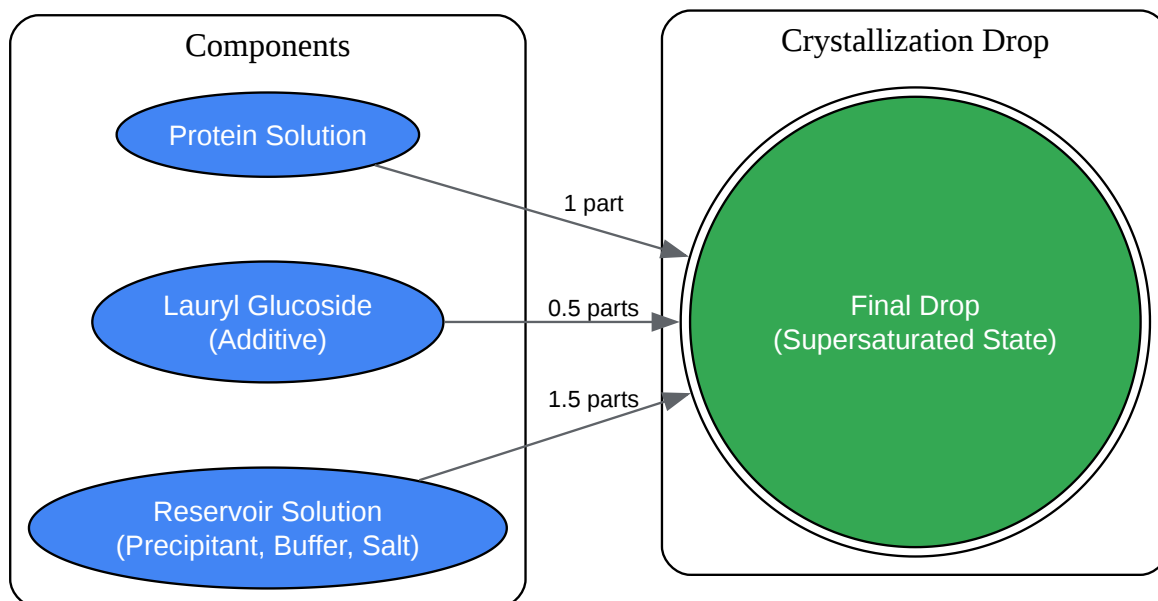 Components
Protein Solution
Lauryl Glucoside
(Additive)
Reservoir Solution
(Precipitant, Buffer, Salt)
1 part
0.5 parts
1.5 parts
Crystallization Drop
Final Drop
(Supersaturated State)